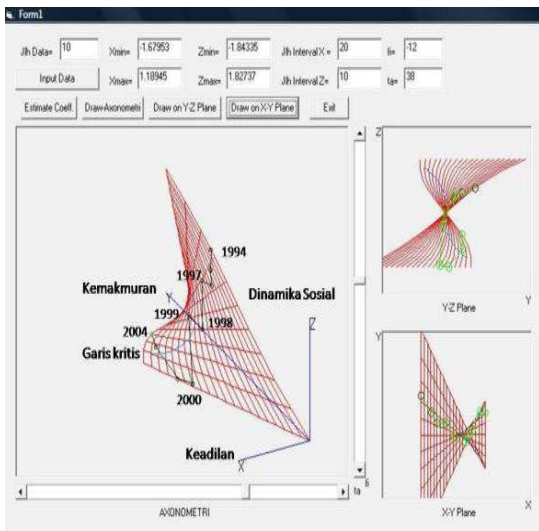 Form1
Jlh Data= 10 Xmin= -1.67953 Zmin= -1.84335 Jlh Interval X = 20 fi= -12
Input Data Xmax= 1.18945 Zmax= 1.82737 Jlh Interval Z= 10 ta= 38
Estimate Coeff. Draw-Axonometri Draw on Y-Z Plane Draw on X-Y Plane Exit
Z
1994
1997
Kemakmuran
Dinamika Sosial
Y
1999
1998
Z
2004
Garis kritis
2000
Keadilan
X
AXONOMETRI
ta
fi
Y-Z Plane
Y
Y
X-Y Plane
X